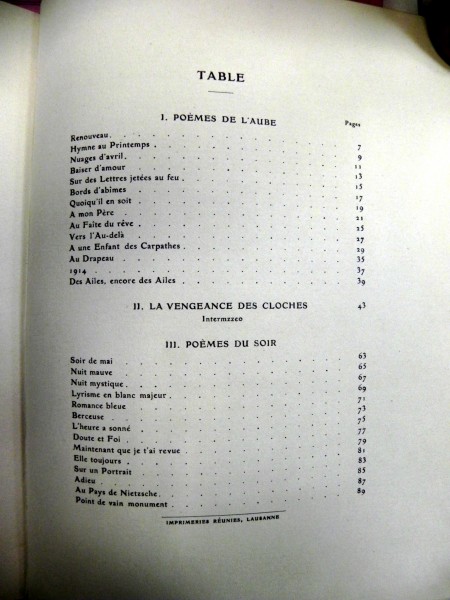 TABLE
I. POÈMES DE L'AUBE Pages
Renouveau. 7
Hymne au Printemps 9
Nuages d'avril. 11
Baiser d'amour 13
Sur des Lettres jetées au feu 15
Bords d'abîmes 17
Quoiqu'il en soit 19
A mon Père 21
Au Faite du rêve 25
Vers l'Au-delà 27
A une Enfant des Carpathes 29
Au Drapeau 35
1914 37
Des Ailes, encore des Ailes 39
II. LA VENGEANCE DES CLOCHES 43
Intermzzeo
III. POÈMES DU SOIR
Soir de mai 63
Nuit mauve 65
Nuit mystique 67
Lyrisme en blanc majeur 69
Romance bleue 71
Berceuse 73
L'heure a sonné 75
Doute et Foi 77
Maintenant que je t'ai revue 79
Elle toujours 81
Sur un Portrait 83
Adieu 85
Au Pays de Nietzsche 87
Point de vain monument 89
IMPRIMERIES RÉUNIES, LAUSANNE